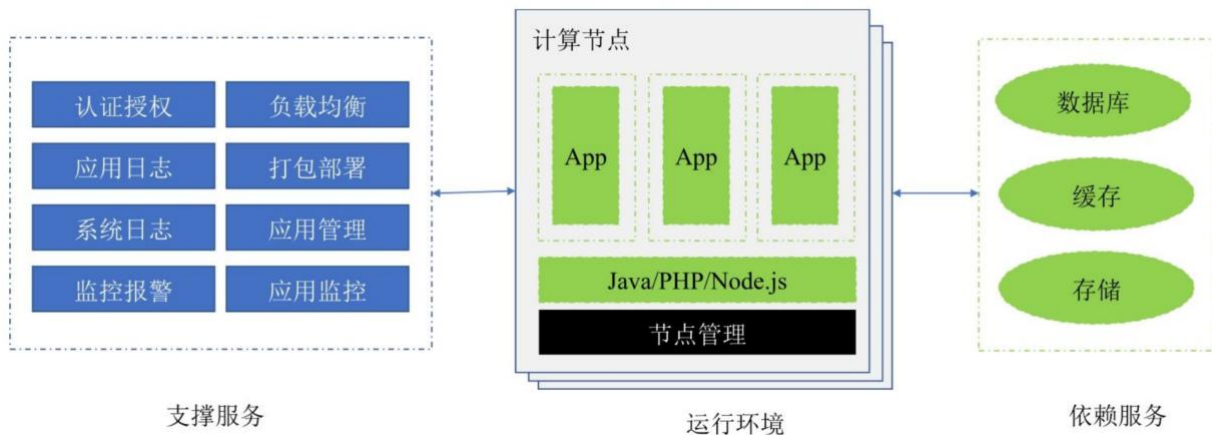 认证授权
负载均衡
应用日志
打包部署
系统日志
应用管理
监控报警
应用监控
支撑服务
计算节点
App
App
App
Java/PHP/Node.js
节点管理
运行环境
数据库
缓存
存储
依赖服务